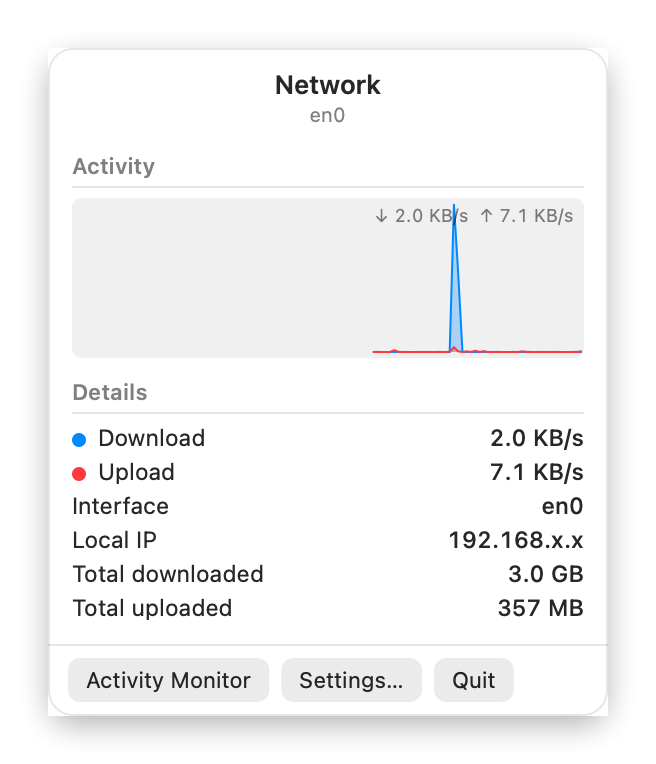 Network
en0
Activity
↓ 2.0 KB/s ↑ 7.1 KB/s
Details
Download 2.0 KB/s
Upload 7.1 KB/s
Interface en0
Local IP 192.168.x.x
Total downloaded 3.0 GB
Total uploaded 357 MB
Activity Monitor Settings... Quit